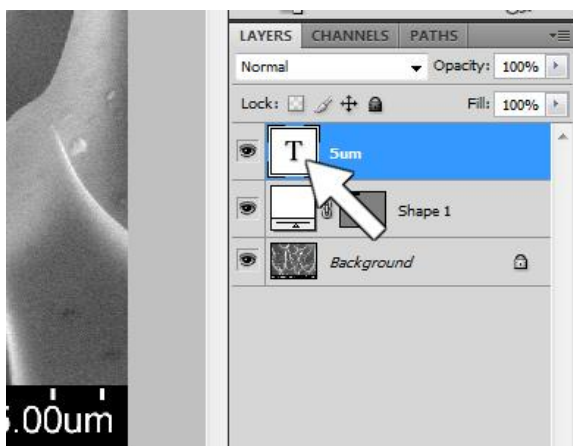 LAYERS CHANNELS PATHS
Normal Opacity: 100%
Lock: Fill: 100%
T 5um
Shape 1
Background
.00um